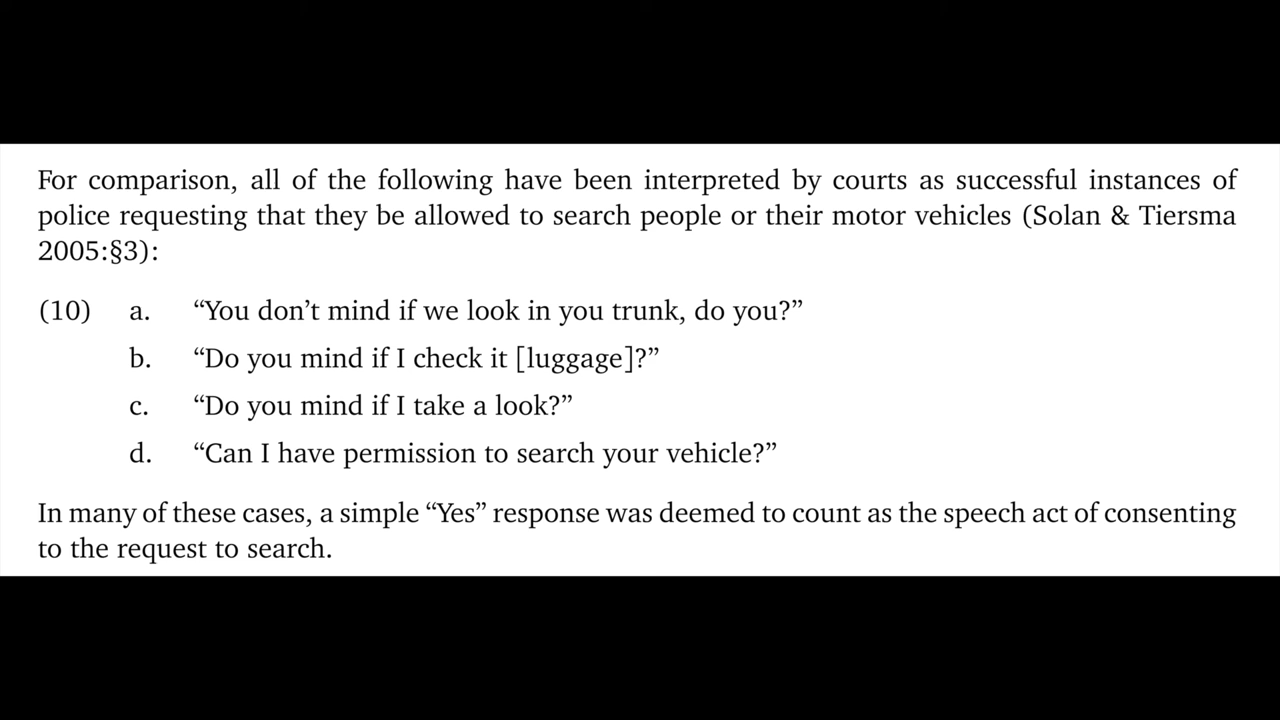 For comparison, all of the following have been interpreted by courts as successful instances of
police requesting that they be allowed to search people or their motor vehicles (Solan & Tiersma
2005:§3):
(10) a. “You don’t mind if we look in you trunk, do you?”
b. “Do you mind if I check it [luggage]?”
c. “Do you mind if I take a look?”
d. “Can I have permission to search your vehicle?”
In many of these cases, a simple “Yes” response was deemed to count as the speech act of consenting
to the request to search.